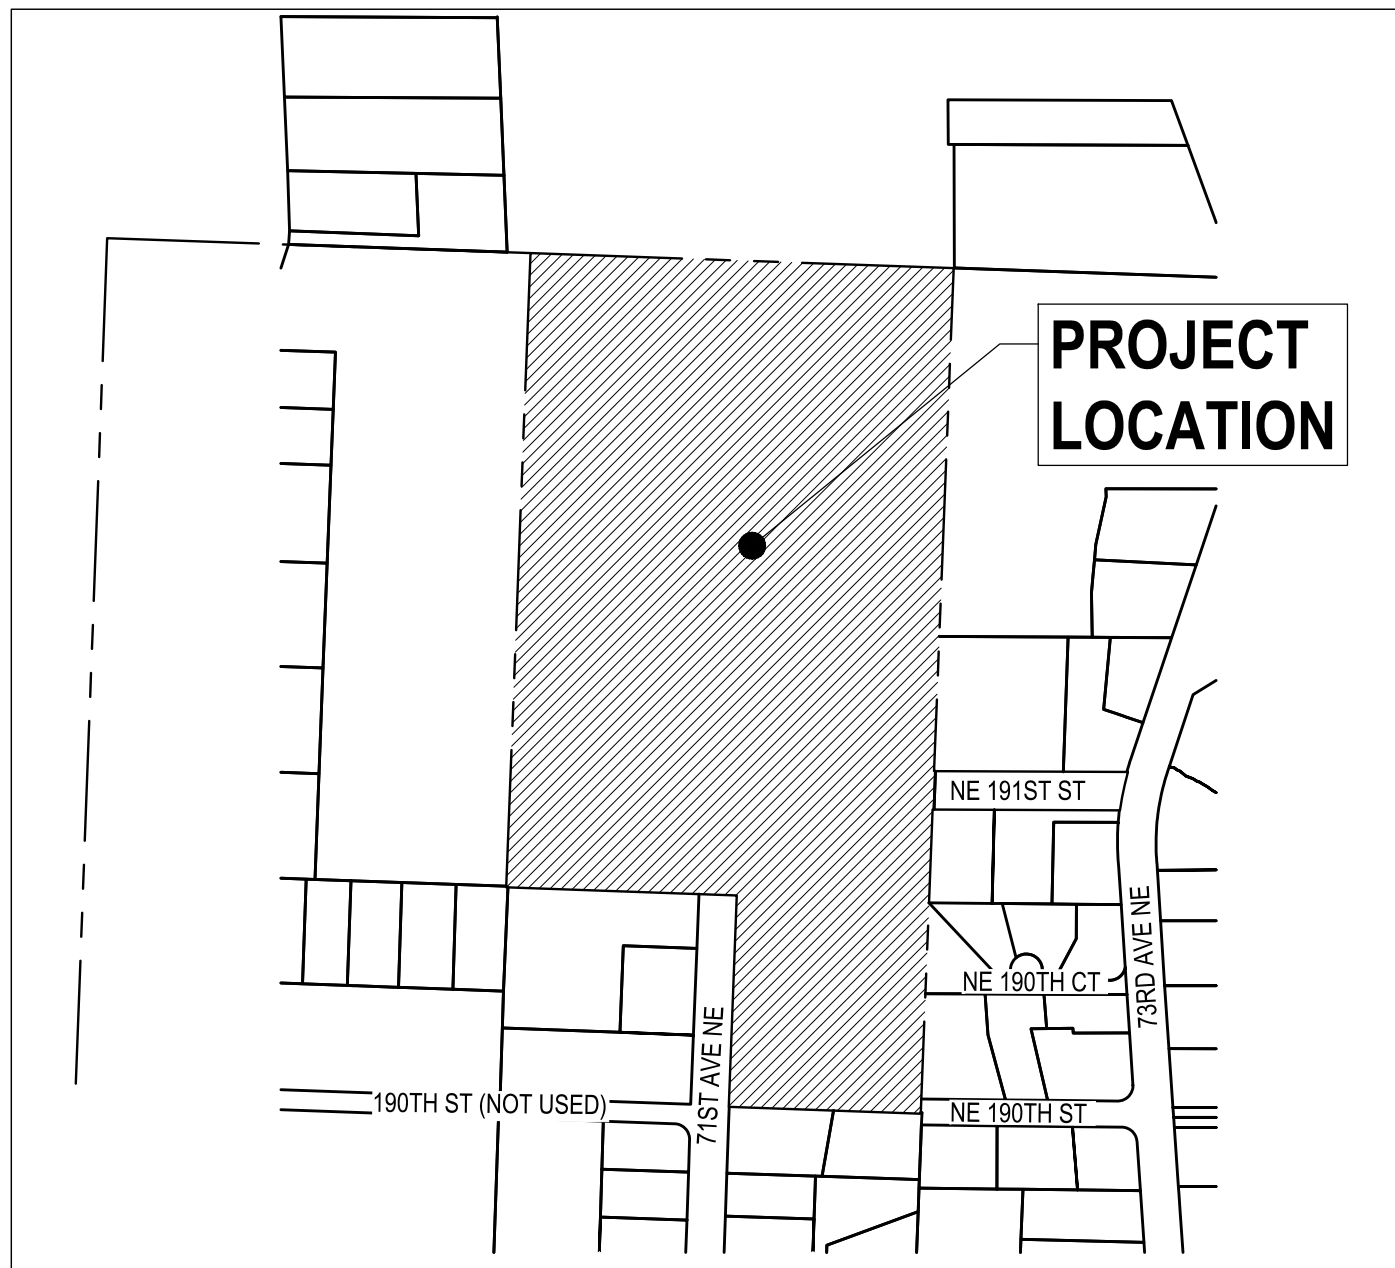 PROJECT
LOCATION
NE 191ST ST
73RD AVE NE
NE 190TH CT
71ST AVE NE
190TH ST (NOT USED)
NE 190TH ST